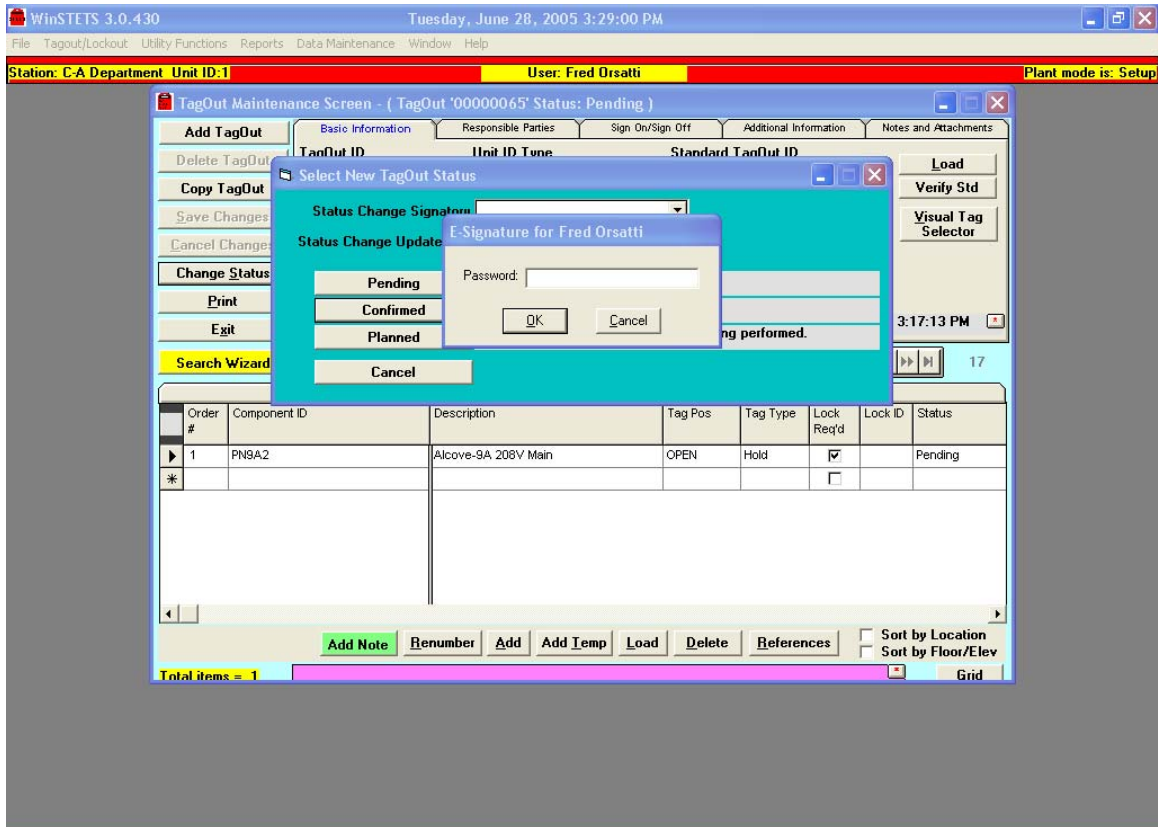 WinSTETS 3.0.430 Tuesday, June 28, 2005 3:29:00 PM
File Tagout/Lockout Utility Functions Reports Data Maintenance Window Help
Station: C-A Department Unit ID:1 User: Fred Orsatti Plant mode is: Setup
TagOut Maintenance Screen - ( TagOut '00000065' Status: Pending )
Add TagOut
Delete TagOut
Copy TagOut
Save Changes
Cancel Changes
Change Status
Print
Exit
Search Wizard
Basic Information Responsible Parties Sign On/Sign Off Additional Information Notes and Attachments
TagOut ID Unit ID Type Standard TagOut ID
Load
Verify Std
Visual Tag
Selector
3:17:13 PM *
17
Select New TagOut Status
Status Change Signatory
Status Change Update
Pending
Confirmed
Planned
ng performed.
Cancel
E-Signature for Fred Orsatti
Password:
OK Cancel
Order Component ID Description Tag Pos Tag Type Lock Lock ID Status
# Req'd
1 PN9A2 Alcove-9A 208V Main OPEN Hold Pending
*
Add Note Renumber Add Add Temp Load Delete References
Sort by Location
Sort by Floor/Elev
Total items = 1 * Grid